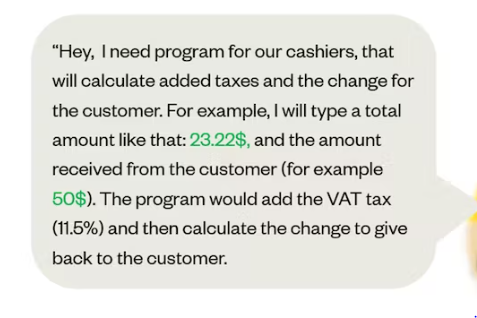 “Hey, I need program for our cashiers, that
will calculate added taxes and the change for
the customer. For example, I will type a total
amount like that: 23.22$, and the amount
received from the customer (for example
50$). The program would add the VAT tax
(11.5%) and then calculate the change to give
back to the customer.